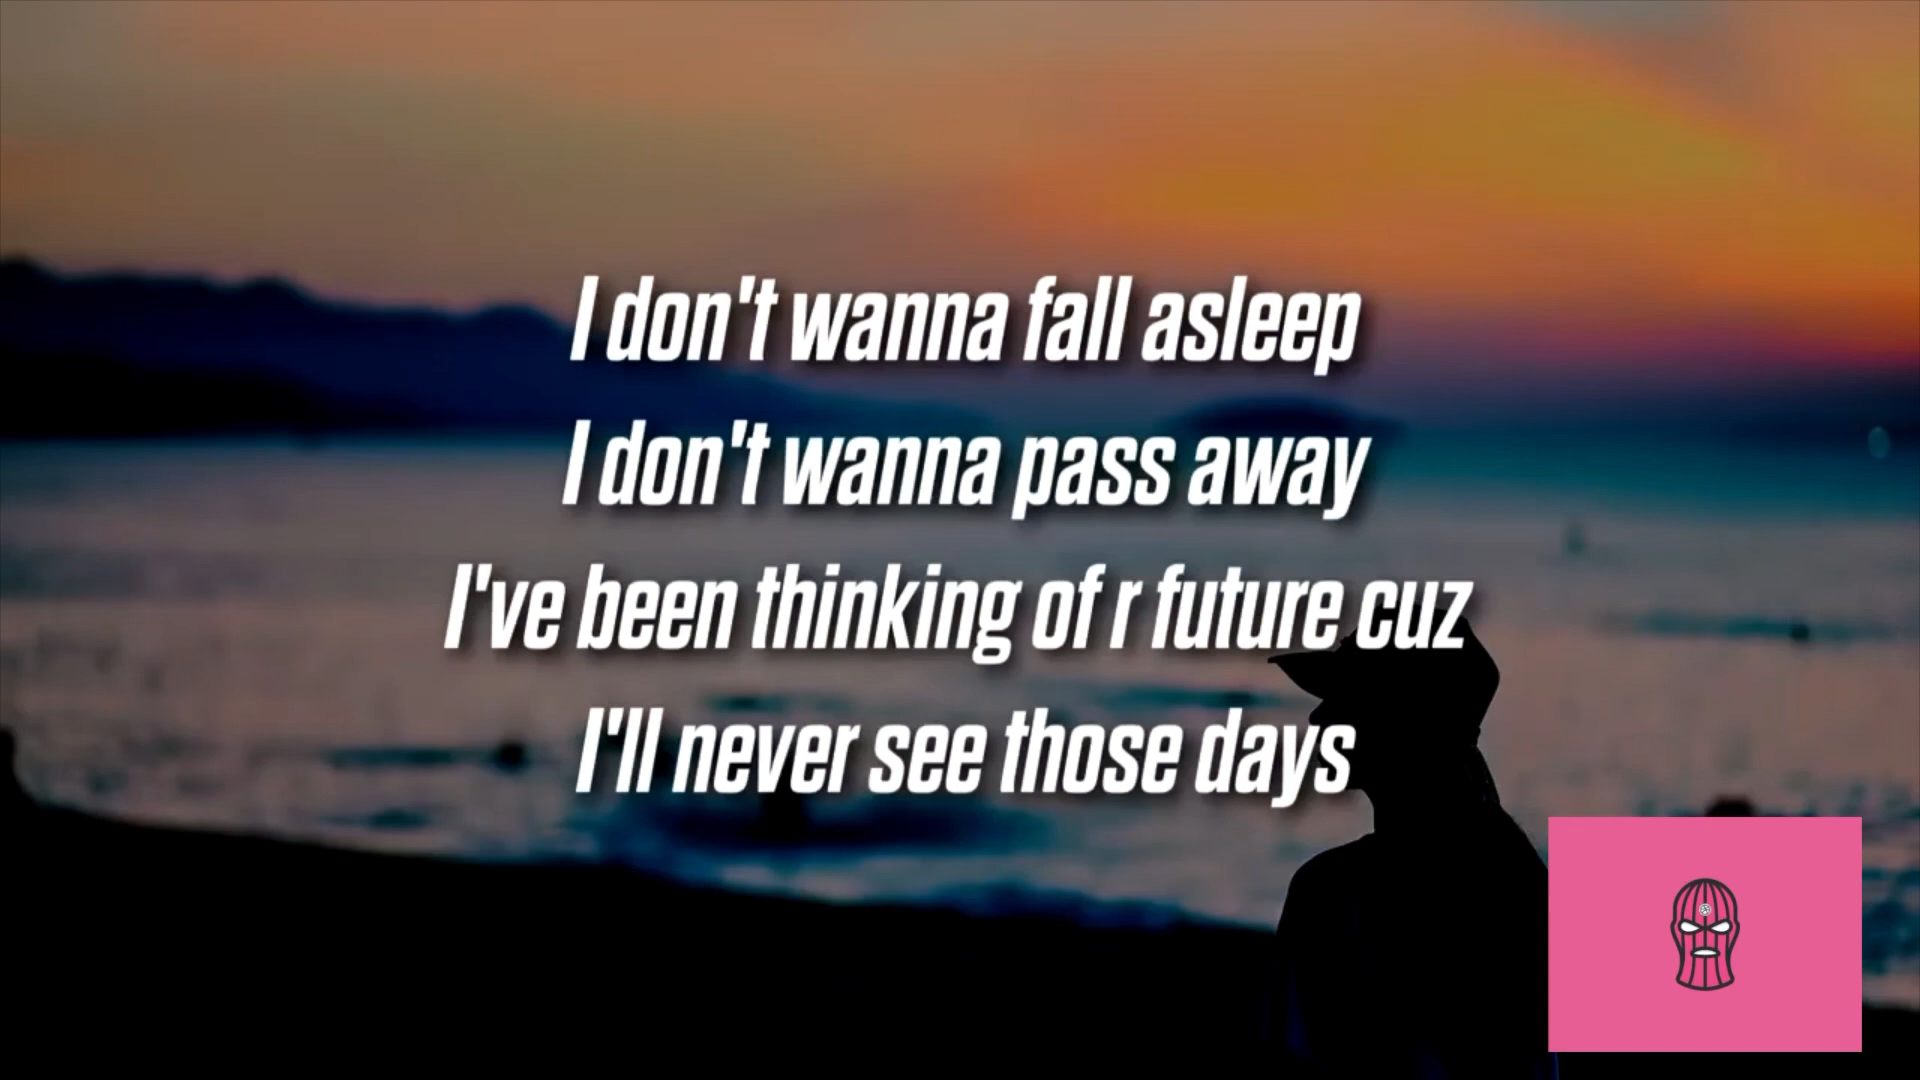 I don't wanna fall asleep
I don't wanna pass away
I've been thinking of r future cuz
I'll never see those days